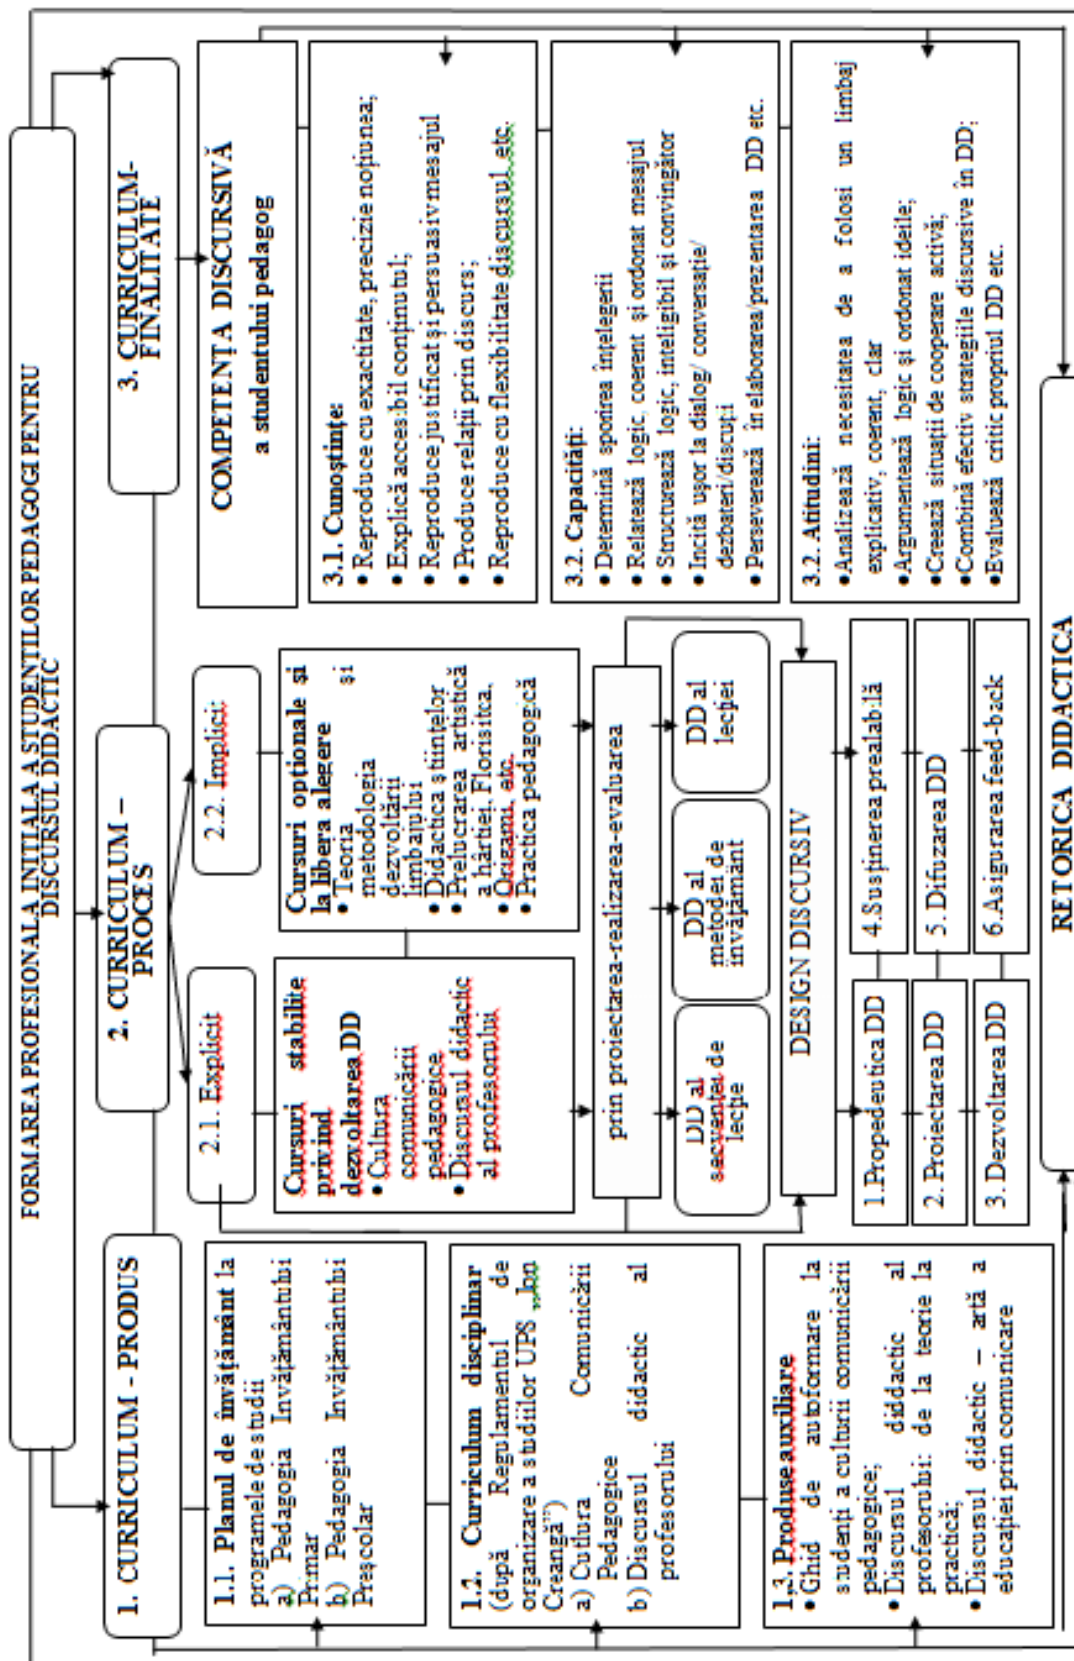 FORMAREA PROFESIONALA INITIALA A STUDENTILOR PEDAGOGI PENTRU
DISCURSUL DIDACTIC
1. CURRICULUM - PRODUS
1.1. Planul de învățământ la
programele de studii
a) Pedagogia Invățământului
Primar
b) Pedagogia Invățământului
Preșcolar
1.2. Curriculum disciplinar
(după Regulamentul de
organizare a studiilor UPS „Ion
Creangă”)
a) Cutlura Comunicării
Pedagogice
b) Discursul didactic al
profesorului
1.3. Produse auxiliare
• Ghid de autoformare la
studenți a culturii comunicării
pedagogice;
• Discursul diddactic al
profesorului: de la teorie la
practică;
• Discursul didactic – artă a
educației prin comunicare
2. CURRICULUM –
PROCES
2.1. Explicit
2.2. Implicit
Cursuri stabilite
privind
dezvoltarea DD
• Cultura
comunicării
pedagogice
• Discursul didactic
al profesorului
Cursuri opționale și
la libera alegere
• Teoria și
metodologia
dezvoltării
limbajului
• Didactica științelor
• Prelucrarea artistică
a hârtiei. Florisitca.
• Origami. etc.
• Practica pedagogică
prin proiectarea-realizarea-evaluarea
DD al
secvenței de
lecție
DD al
metodei de
invățământ
DD al
lecției
DESIGN DISCURSIV
1.Propedeutica DD
2. Proiectarea DD
3. Dezvoltarea DD
4.Susținerea prealabilă
5. Difuzarea DD
6.Asigurarea feed-back
3. CURRICULUM-
FINALITATE
COMPETENȚA DISCURSIVĂ
a studentului pedagog
3.1. Cunoștințe:
• Reproduce cu exactitate, precizie noțiunea;
• Explică accesibil conținutul;
• Reproduce justificat și persuasiv mesajul
• Produce relații prin discurs;
• Reproduce cu flexibilitate discursul etc.
3.2. Capacități:
• Determină sporirea înțelegerii
• Relatează logic, coerent și ordonat mesajul
• Structurează logic, inteligibil și convingător
• Incită ușor la dialog/ conversație/
dezbateri/discuții
• Perseverează în elaborarea/prezentarea DD etc.
3.2. Atitudini:
•Analizează necesitatea de a folosi un limbaj
explicativ, coerent, clar
•Argumentează logic și ordonat ideile;
•Creează situații de cooperare activă;
•Combină efectiv strategiile discursive în DD;
•Evaluează critic propriul DD etc.
RETORICA DIDACTICA